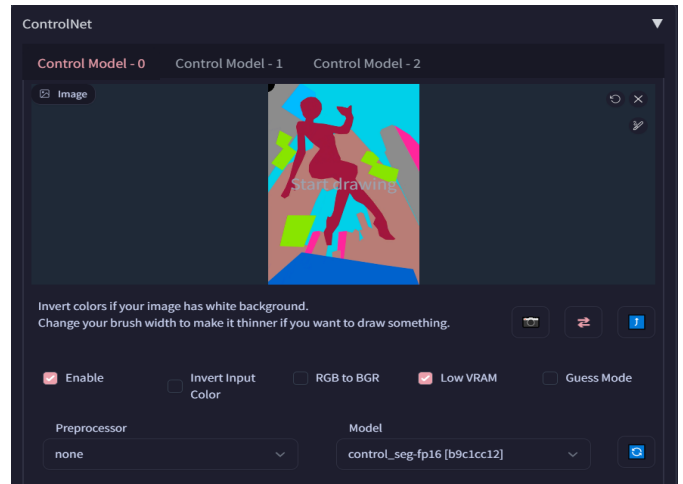 ControlNet
Control Model - 0 Control Model - 1 Control Model - 2
Image
Start drawing
Invert colors if your image has white background.
Change your brush width to make it thinner if you want to draw something.
Enable
Invert Input
Color
RGB to BGR
Low VRAM
Guess Mode
Preprocessor
Model
none
control_seg-fp16 [b9c1cc12]